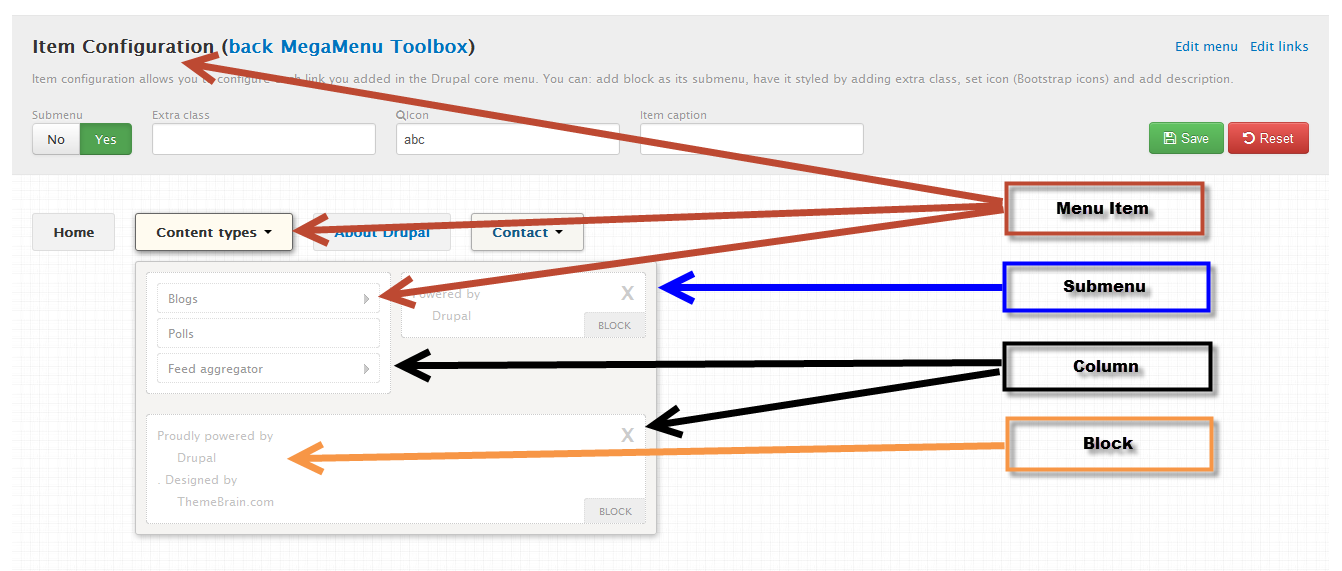 Item Configuration (back MegaMenu Toolbox)
Edit menu Edit links
Item configuration allows you to configure each link you added in the Drupal core menu. You can: add block as its submenu, have it styled by adding extra class, set icon (Bootstrap icons) and add description.
Submenu Extra class Icon Item caption
No Yes abc Save Reset
Menu Item
Home Content types About Drupal Contact
Submenu
Blogs
Powered by X
Drupal
BLOCK
Polls
Feed aggregator
Column
Proudly powered by X
Drupal
. Designed by
ThemeBrain.com
BLOCK
Block